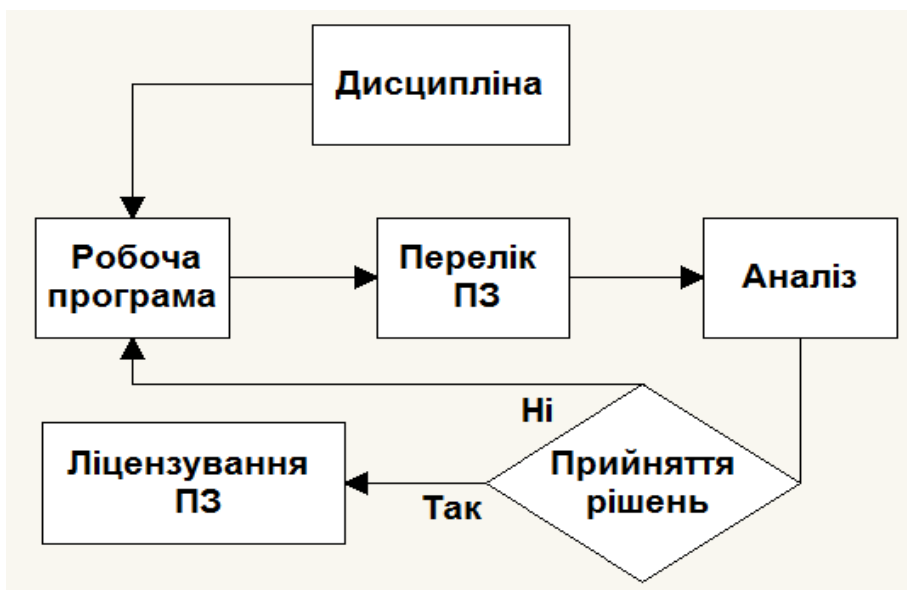 Дисципліна
Робоча
програма
Перелік
ПЗ
Аналіз
Ні
Прийняття
рішень
Так
Ліцензування
ПЗ